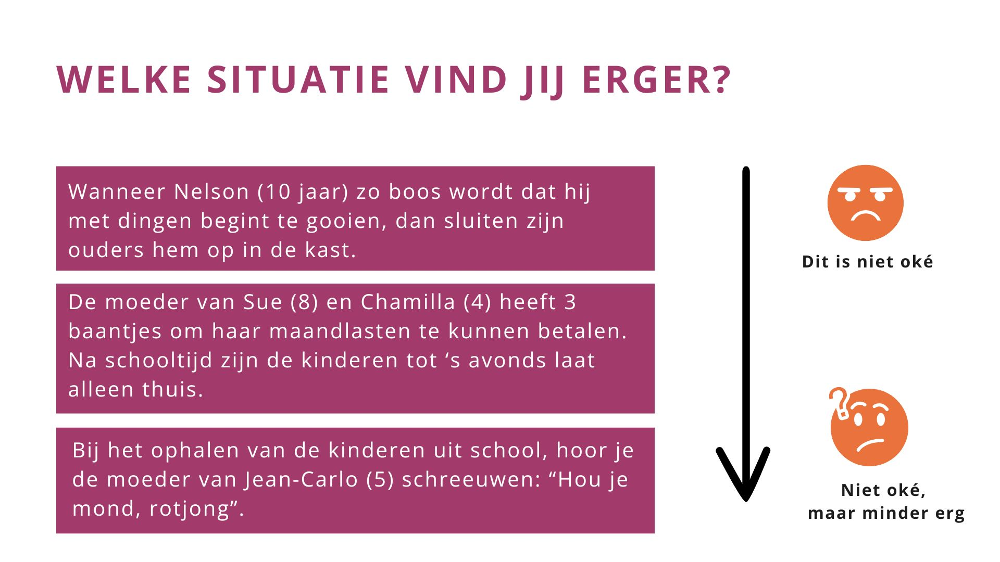 WELKE SITUATIE VIND JIJ ERGER?
Wanneer Nelson (10 jaar) zo boos wordt dat hij
met dingen begint te gooien, dan sluiten zijn
ouders hem op in de kast.
Dit is niet oké
De moeder van Sue (8) en Chamilla (4) heeft 3
baantjes om haar maandlasten te kunnen betalen.
Na schooltijd zijn de kinderen tot ‘s avonds laat
alleen thuis.
Bij het ophalen van de kinderen uit school, hoor je
de moeder van Jean-Carlo (5) schreeuwen: “Hou je
mond, rotjong”.
Niet oké,
maar minder erg